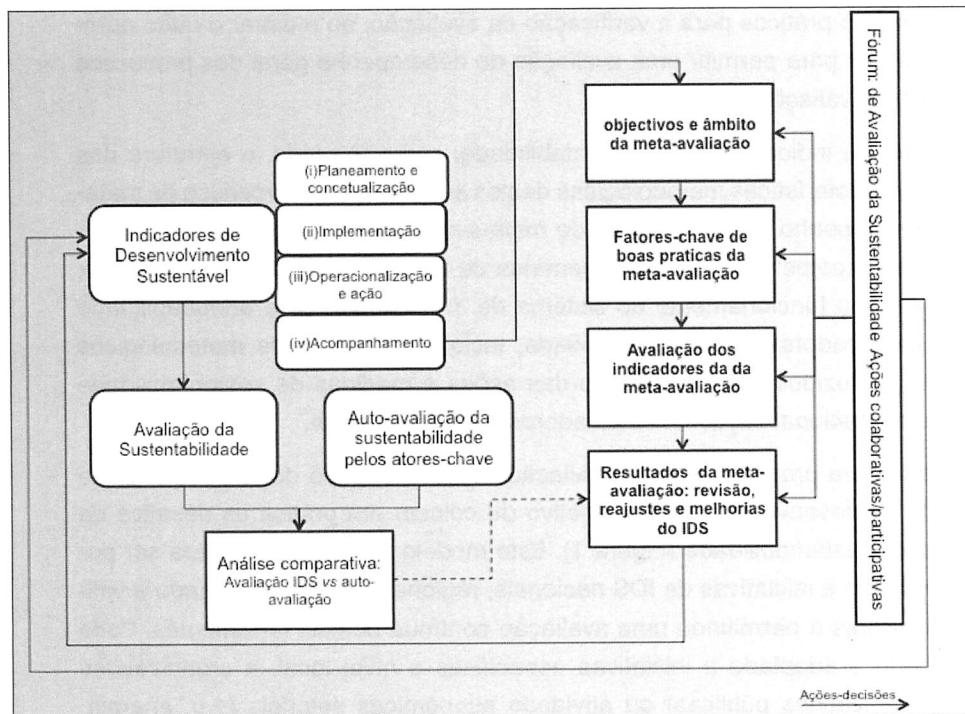 (i)Planeamento e
concetualização
Indicadores de
Desenvolvimento
Sustentável
(ii)Implementação
(iii)Operacionalização
e ação
(iv)Acompanhamento
Avaliação da
Sustentabilidade
Auto-avaliação da
sustentabilidade
pelos atores-chave
Análise comparativa:
Avaliação IDS vs auto-
avaliação
objectivos e âmbito
da meta-avaliação
Fatores-chave de
boas praticas da
meta-avaliação
Avaliação dos
indicadores da da
meta-avaliação
Resultados da meta-
avaliação: revisão,
reajustes e melhorias
do IDS
Fórum: de Avaliação da Sustentabilidade Ações colaborativas/participativas
Ações-decisões